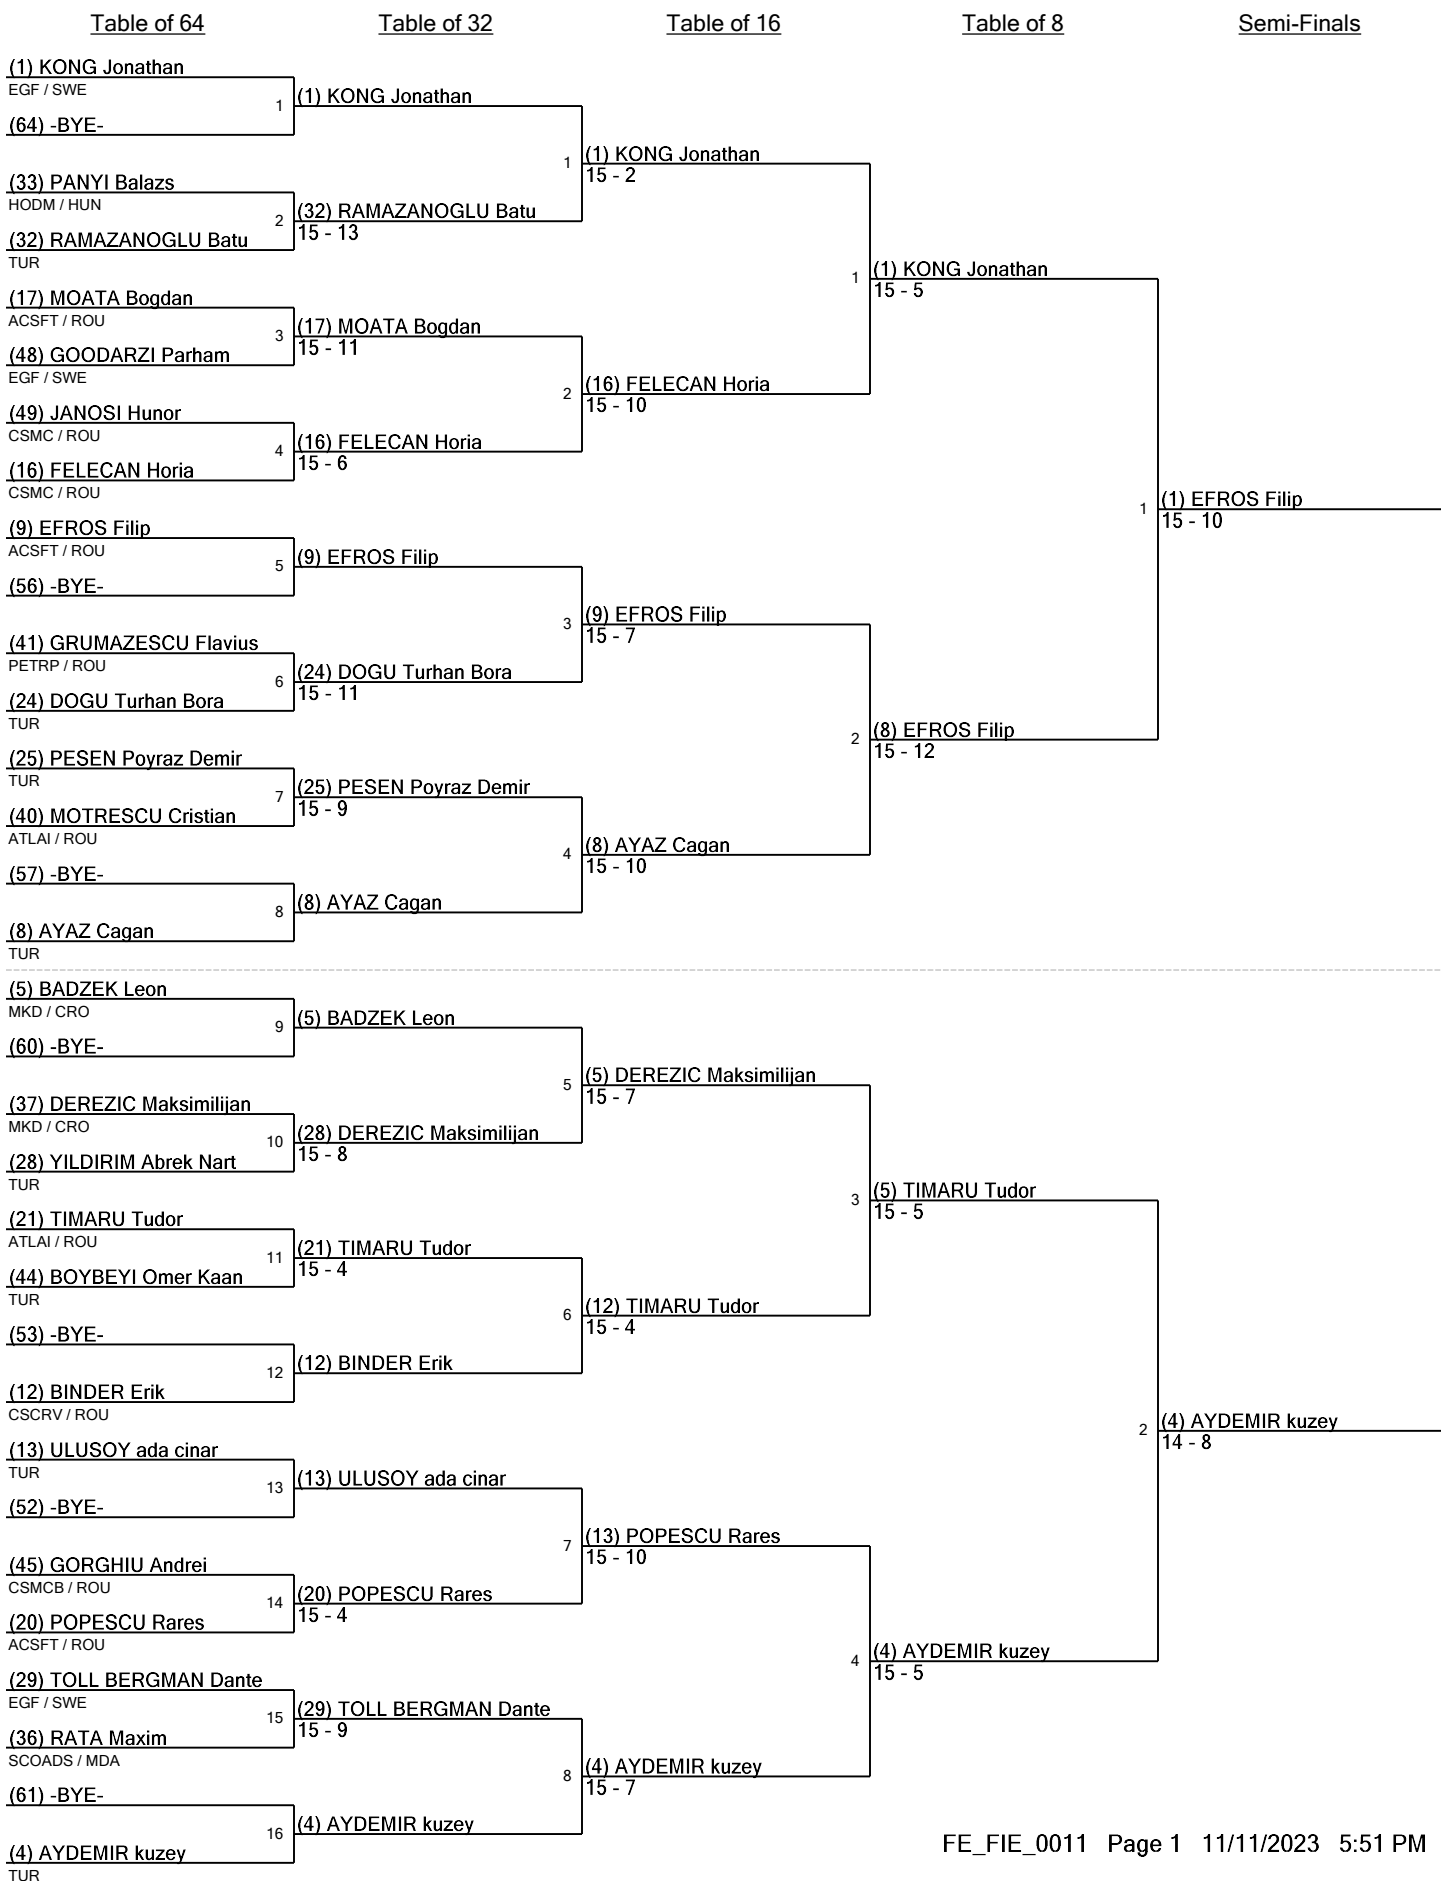 Table of 64
Table of 32
Table of 16
Table of 8
Semi-Finals
(1) KONG Jonathan
EGF / SWE
(64) -BYE-
(33) PANYI Balazs
HODM / HUN
(32) RAMAZANOGLU Batu
TUR
(17) MOATA Bogdan
ACSFT / ROU
(48) GOODARZI Parham
EGF / SWE
(49) JANOSI Hunor
CSMC / ROU
(16) FELECAN Horia
CSMC / ROU
(9) EFROS Filip
ACSFT / ROU
(56) -BYE-
(41) GRUMAZESCU Flavius
PETRP / ROU
(24) DOGU Turhan Bora
TUR
(25) PESEN Poyraz Demir
TUR
(40) MOTRESCU Cristian
ATLAI / ROU
(57) -BYE-
(8) AYAZ Cagan
TUR
(5) BADZEK Leon
MKD / CRO
(60) -BYE-
(37) DEREZIC Maksimilijan
MKD / CRO
(28) YILDIRIM Abrek Nart
TUR
(21) TIMARU Tudor
ATLAI / ROU
(44) BOYBEYI Omer Kaan
TUR
(53) -BYE-
(12) BINDER Erik
CSCRV / ROU
(13) ULUSOY ada cinar
TUR
(52) -BYE-
(45) GORGHIU Andrei
CSMCB / ROU
(20) POPESCU Rares
ACSFT / ROU
(29) TOLL BERGMAN Dante
EGF / SWE
(36) RATA Maxim
SCOADS / MDA
(61) -BYE-
(4) AYDEMIR kuzey
TUR
1 (1) KONG Jonathan
2 (32) RAMAZANOGLU Batu
15 - 13
3 (17) MOATA Bogdan
15 - 11
4 (16) FELECAN Horia
15 - 6
5 (9) EFROS Filip
6 (24) DOGU Turhan Bora
15 - 11
7 (25) PESEN Poyraz Demir
15 - 9
8 (8) AYAZ Cagan
9 (5) BADZEK Leon
10 (28) DEREZIC Maksimilijan
15 - 8
11 (21) TIMARU Tudor
15 - 4
12 (12) BINDER Erik
13 (13) ULUSOY ada cinar
14 (20) POPESCU Rares
15 - 4
15 (29) TOLL BERGMAN Dante
15 - 9
16 (4) AYDEMIR kuzey
1 (1) KONG Jonathan
15 - 2
2 (16) FELECAN Horia
15 - 10
3 (9) EFROS Filip
15 - 7
4 (8) AYAZ Cagan
15 - 10
5 (5) DEREZIC Maksimilijan
15 - 7
6 (12) TIMARU Tudor
15 - 4
7 (13) POPESCU Rares
15 - 10
8 (4) AYDEMIR kuzey
15 - 7
1 (1) KONG Jonathan
15 - 5
2 (8) EFROS Filip
15 - 12
3 (5) TIMARU Tudor
15 - 5
4 (4) AYDEMIR kuzey
15 - 5
1 (1) EFROS Filip
15 - 10
2 (4) AYDEMIR kuzey
14 - 8
FE_FIE_0011 Page 1 11/11/2023 5:51 PM